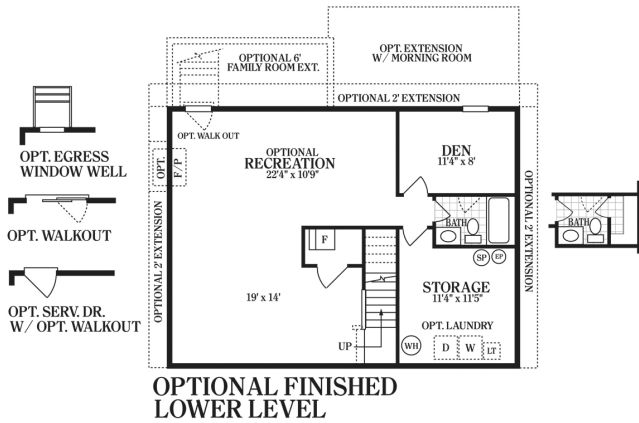 OPTIONAL 6'
FAMILY ROOM EXT.
OPT. EXTENSION
W/ MORNING ROOM
OPTIONAL 2' EXTENSION
OPT. WALK OUT
OPT. EGRESS
WINDOW WELL
OPT.
F/P
OPTIONAL
RECREATION
22'4" x 10'9"
DEN
11'4" x 8'
OPT. WALKOUT
OPTIONAL 2' EXTENSION
OPTIONAL 2' EXTENSION
BATH
BATH
F
SP
EP
STORAGE
11'4" x 11'5"
19' x 14'
OPT. SERV. DR.
W/ OPT. WALKOUT
OPT. LAUNDRY
UP
WH
D
W
LT
OPTIONAL FINISHED
LOWER LEVEL